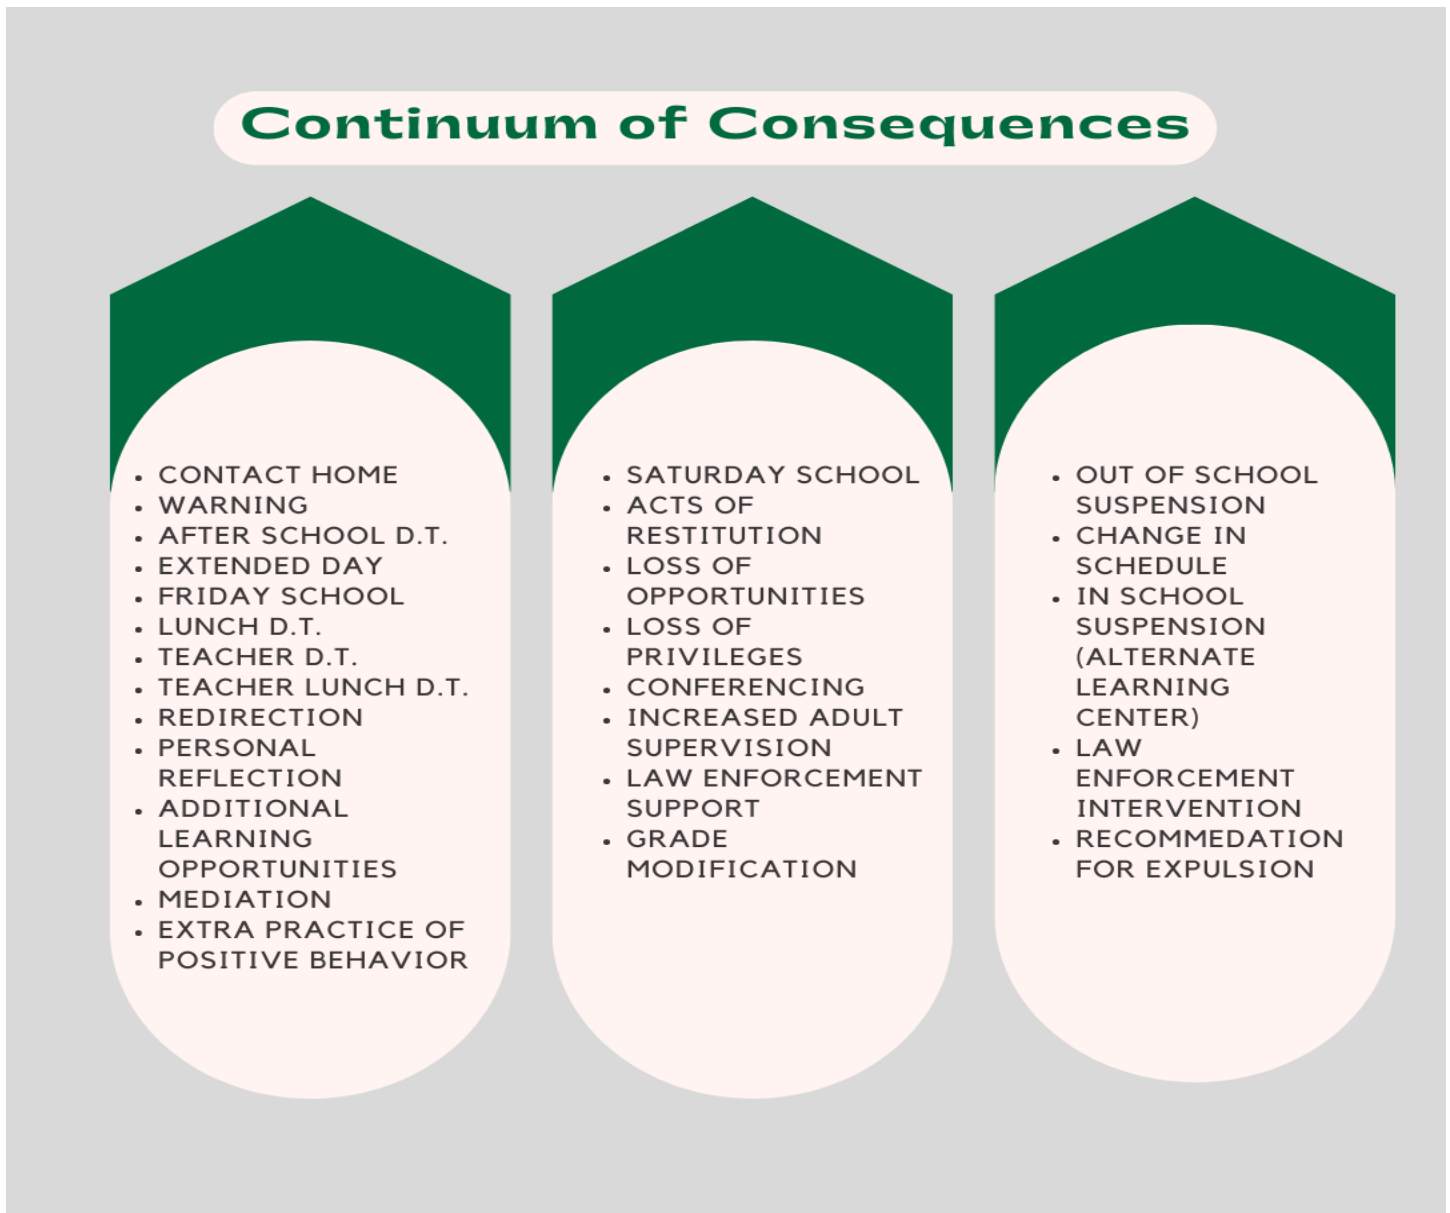 Continuum of Consequences
• CONTACT HOME
• WARNING
• AFTER SCHOOL D.T.
• EXTENDED DAY
• FRIDAY SCHOOL
• LUNCH D.T.
• TEACHER D.T.
• TEACHER LUNCH D.T.
• REDIRECTION
• PERSONAL
REFLECTION
• ADDITIONAL
LEARNING
OPPORTUNITIES
• MEDIATION
• EXTRA PRACTICE OF
POSITIVE BEHAVIOR
• SATURDAY SCHOOL
• ACTS OF
RESTITUTION
• LOSS OF
OPPORTUNITIES
• LOSS OF
PRIVILEGES
• CONFERENCING
• INCREASED ADULT
SUPERVISION
• LAW ENFORCEMENT
SUPPORT
• GRADE
MODIFICATION
• OUT OF SCHOOL
SUSPENSION
• CHANGE IN
SCHEDULE
• IN SCHOOL
SUSPENSION
(ALTERNATE
LEARNING
CENTER)
• LAW
ENFORCEMENT
INTERVENTION
• RECOMMEDATION
FOR EXPULSION